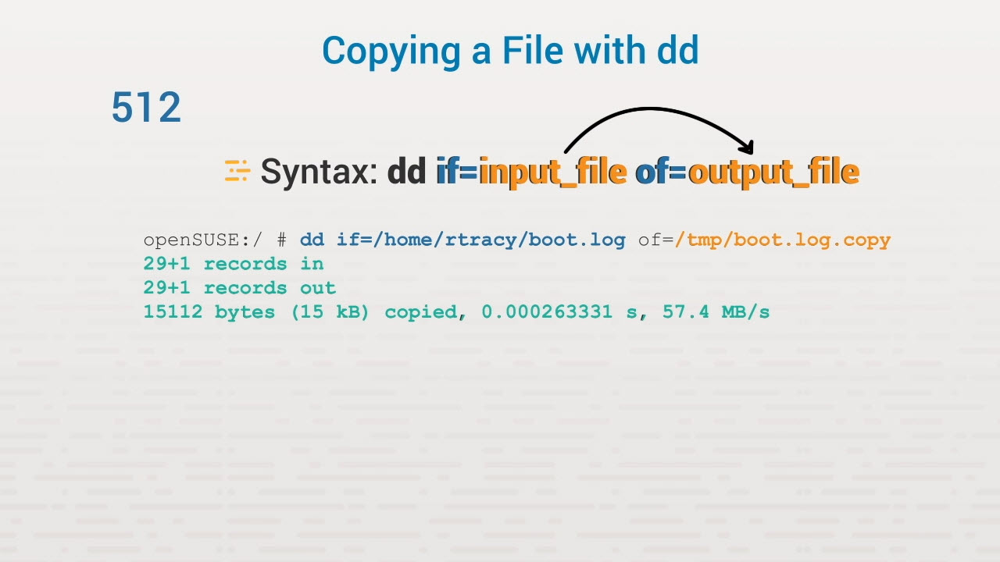 Copying a File with dd
512
Syntax: dd if=input_file of=output_file
openSUSE:/ # dd if=/home/rtracy/boot.log of=/tmp/boot.log.copy
29+1 records in
29+1 records out
15112 bytes (15 kB) copied, 0.000263331 s, 57.4 MB/s